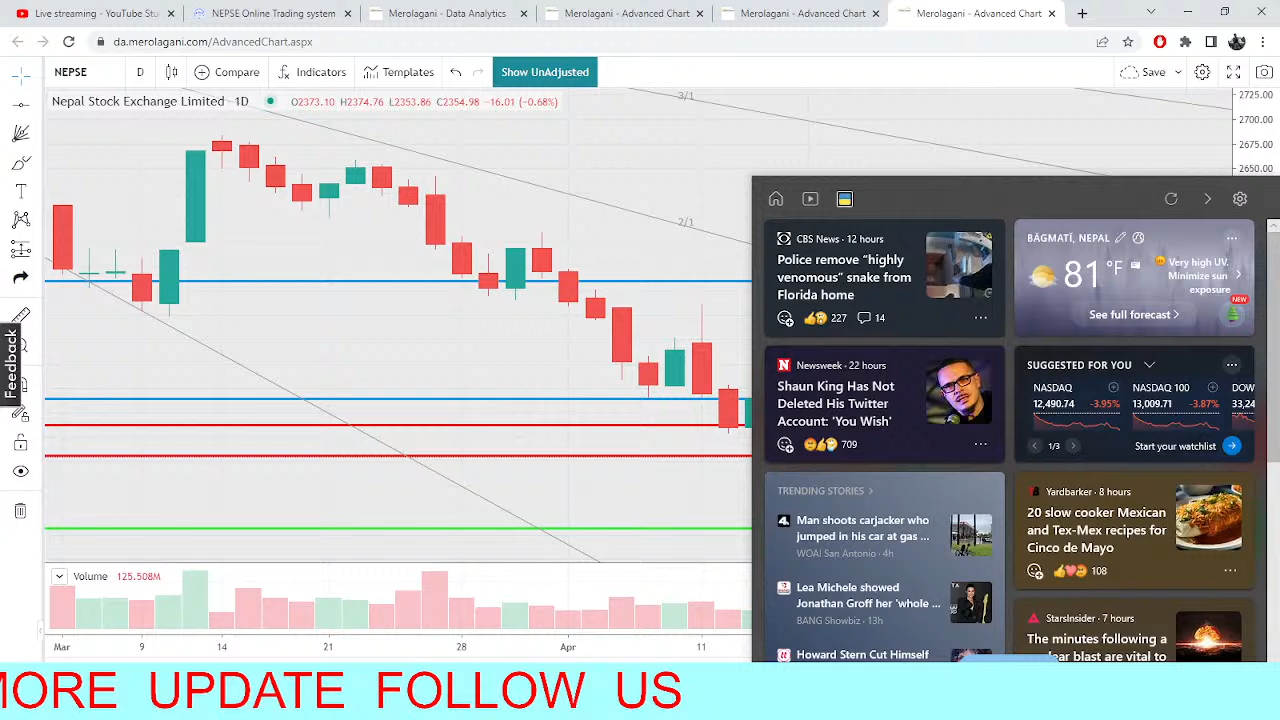 Live streaming - YouTube Stu
NEPSE Online Trading system
Merolagani - Data Analytics
Merolagani - Advanced Chart
Merolagani - Advanced Chart
Merolagani - Advanced Chart
da.merolagani.com/AdvancedChart.aspx
NEPSE
D
Compare
Indicators
Templates
Show UnAdjusted
Save
Nepal Stock Exchange Limited · 1D
O2373.10 H2374.76 L2353.86 C2354.98 −16.01 (−0.68%)
3/1
2/1
2725.00
2700.00
2675.00
2650.00
Feedback
CBS News · 12 hours
Police remove “highly
venomous” snake from
Florida home
227
14
BĀGMATĪ, NEPAL
81 °F
Very high UV.
Minimize sun
exposure
NEW
See full forecast
Newsweek · 22 hours
Shaun King Has Not
Deleted His Twitter
Account: 'You Wish'
709
SUGGESTED FOR YOU
NASDAQ
12,490.74 -3.95%
NASDAQ 100
13,009.71 -3.87%
DOW
33,24
1/3
Start your watchlist
TRENDING STORIES
Man shoots carjacker who
jumped in his car at gas ...
WOAI San Antonio · 4h
Lea Michele showed
Jonathan Groff her 'whole ...
BANG Showbiz · 13h
Howard Stern Cut Himself
Yardbarker · 8 hours
20 slow cooker Mexican
and Tex-Mex recipes for
Cinco de Mayo
108
StarsInsider · 7 hours
The minutes following a
clear blast are vital to
Volume 125.508M
Mar
9
14
21
28
Apr
11
MORE UPDATE FOLLOW US